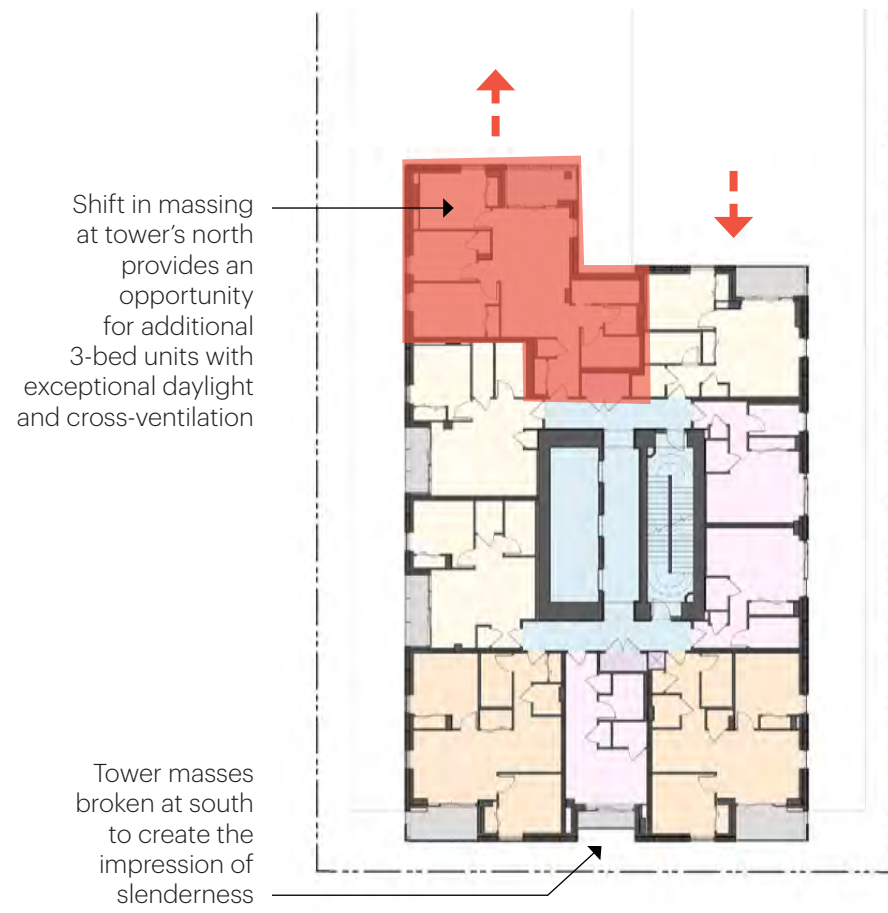 Shift in massing
at tower's north
provides an
opportunity
for additional
3-bed units with
exceptional daylight
and cross-ventilation
Tower masses
broken at south
to create the
impression of
slenderness